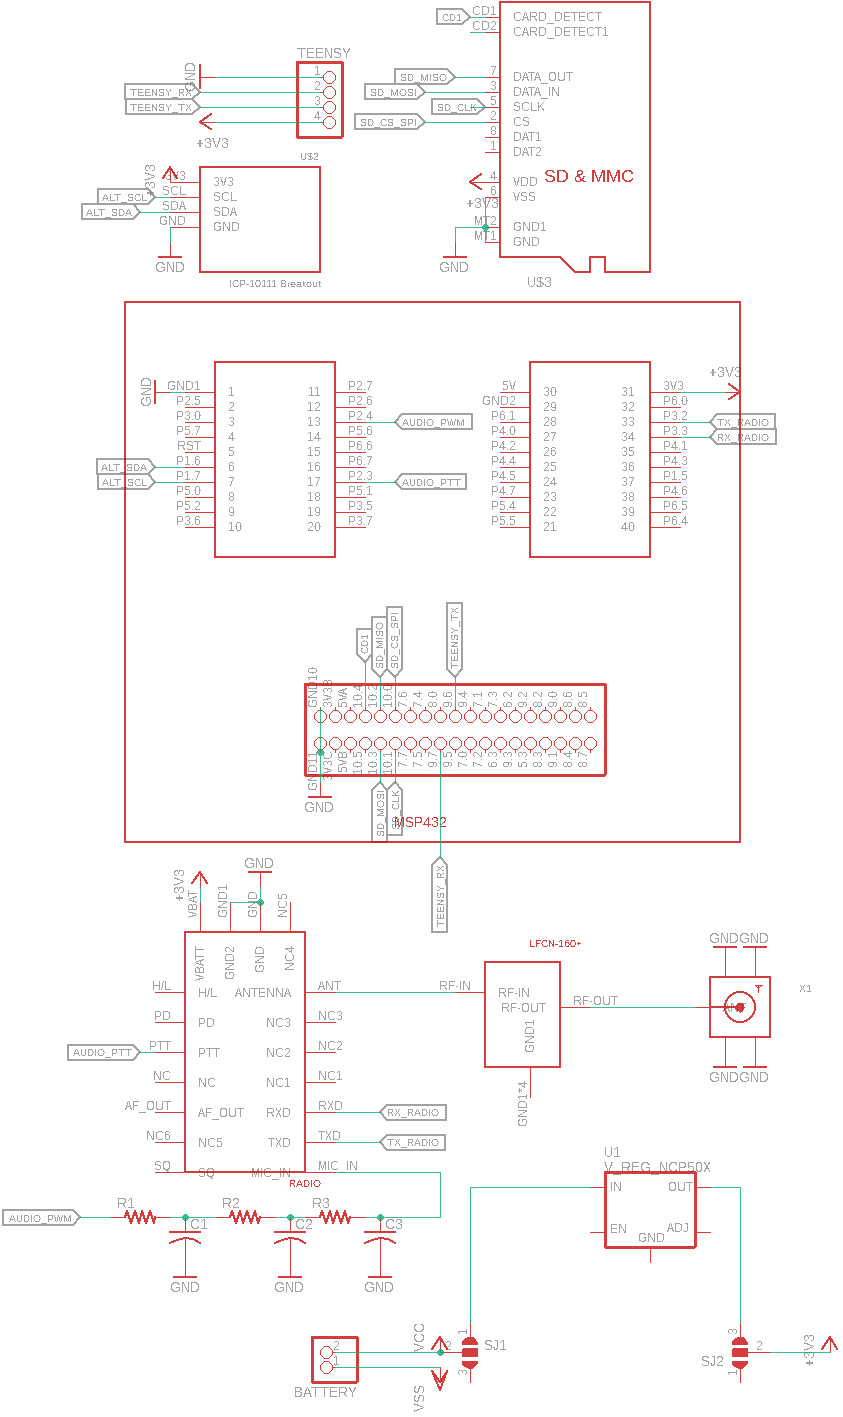 CD1
CD1
CD2
CARD_DETECT
CARD_DETECT1
TEENSY
GND
1
2
3
4
TEENSY_RX
TEENSY_TX
+3V3
SD_MISO
7
DATA_OUT
SD_MOSI
3
DATA_IN
SD_CLK
5
SCLK
SD_CS_SPI
2
CS
8
DAT1
1
DAT2
SD & MMC
4
VDD
6
VSS
+3V3
MT2
GND1
MT1
GND
GND
U$3
U$2
+3V3
3V3
3V3
ALT_SCL
SCL
SCL
ALT_SDA
SDA
SDA
GND
GND
GND
ICP-10111 Breakout
GND
GND1 1 11 P2.7
P2.5 2 12 P2.6
P3.0 3 13 P2.4 AUDIO_PWM
P5.7 4 14 P5.6
RST 5 15 P6.6
ALT_SDA P1.6 6 16 P6.7
ALT_SCL P1.7 7 17 P2.3 AUDIO_PTT
P5.0 8 18 P5.1
P5.2 9 19 P3.5
P3.6 10 20 P3.7
+3V3
5V 30 31 3V3
GND2 29 32 P6.0
P6.1 28 33 P3.2 TX_RADIO
P4.0 27 34 P3.3 RX_RADIO
P4.2 26 35 P4.1
P4.4 25 36 P4.3
P4.5 24 37 P1.5
P4.7 23 38 P4.6
P5.4 22 39 P6.5
P5.5 21 40 P6.4
CD1
SD_MISO
SD_CS_SPI
TEENSY_TX
GND10 3V3B 5VA 10.4 10.2 10.0 7.6 7.4 8.0 9.6 9.4 7.1 7.3 6.2 9.2 8.2 9.0 8.6 8.5
GND11 3V3C 5VB 10.5 10.3 10.1 7.7 7.5 9.7 9.5 7.0 7.2 6.3 9.3 5.3 8.3 9.1 8.4 8.7
GND
SD_MOSI
SD_CLK
MSP432
TEENSY_RX
GND
+3V3
VBAT
GND1
GND
NC5
VBATT
GND2
GND
NC4
H/L H/L ANTENNA ANT
PD PD NC3 NC3
AUDIO_PTT PTT PTT NC2 NC2
NC NC NC1 NC1
AF_OUT AF_OUT RXD RXD RX_RADIO
NC6 NC5 TXD TXD TX_RADIO
SQ SQ MIC_IN MIC_IN
RADIO
LFCN-160+
RF-IN
RF-IN
RF-OUT
RF-OUT
GND1
GND1*4
GND GND
X1
ANT
GND GND
AUDIO_PWM
R1
R2
R3
C1
C2
C3
GND
GND
GND
U1
V_REG_NCP50X
IN
OUT
EN
ADJ
GND
2
1
BATTERY
VCC
VSS
1
2
3
SJ1
3
2
1
SJ2
+3V3